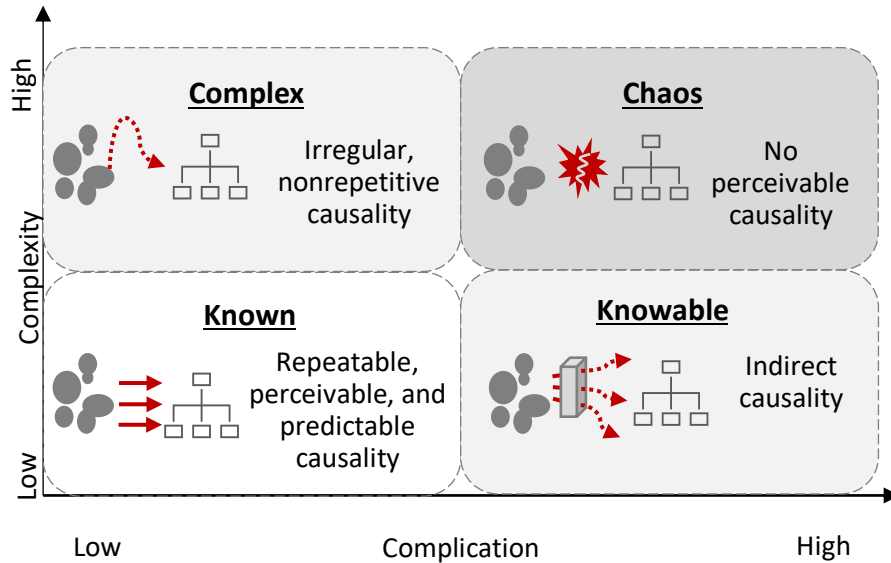 High
Complexity
Low
Complex
Irregular,
nonrepetitive
causality
Chaos
No
perceivable
causality
Known
Repeatable,
perceivable, and
predictable
causality
Knowable
Indirect
causality
Low
Complication
High